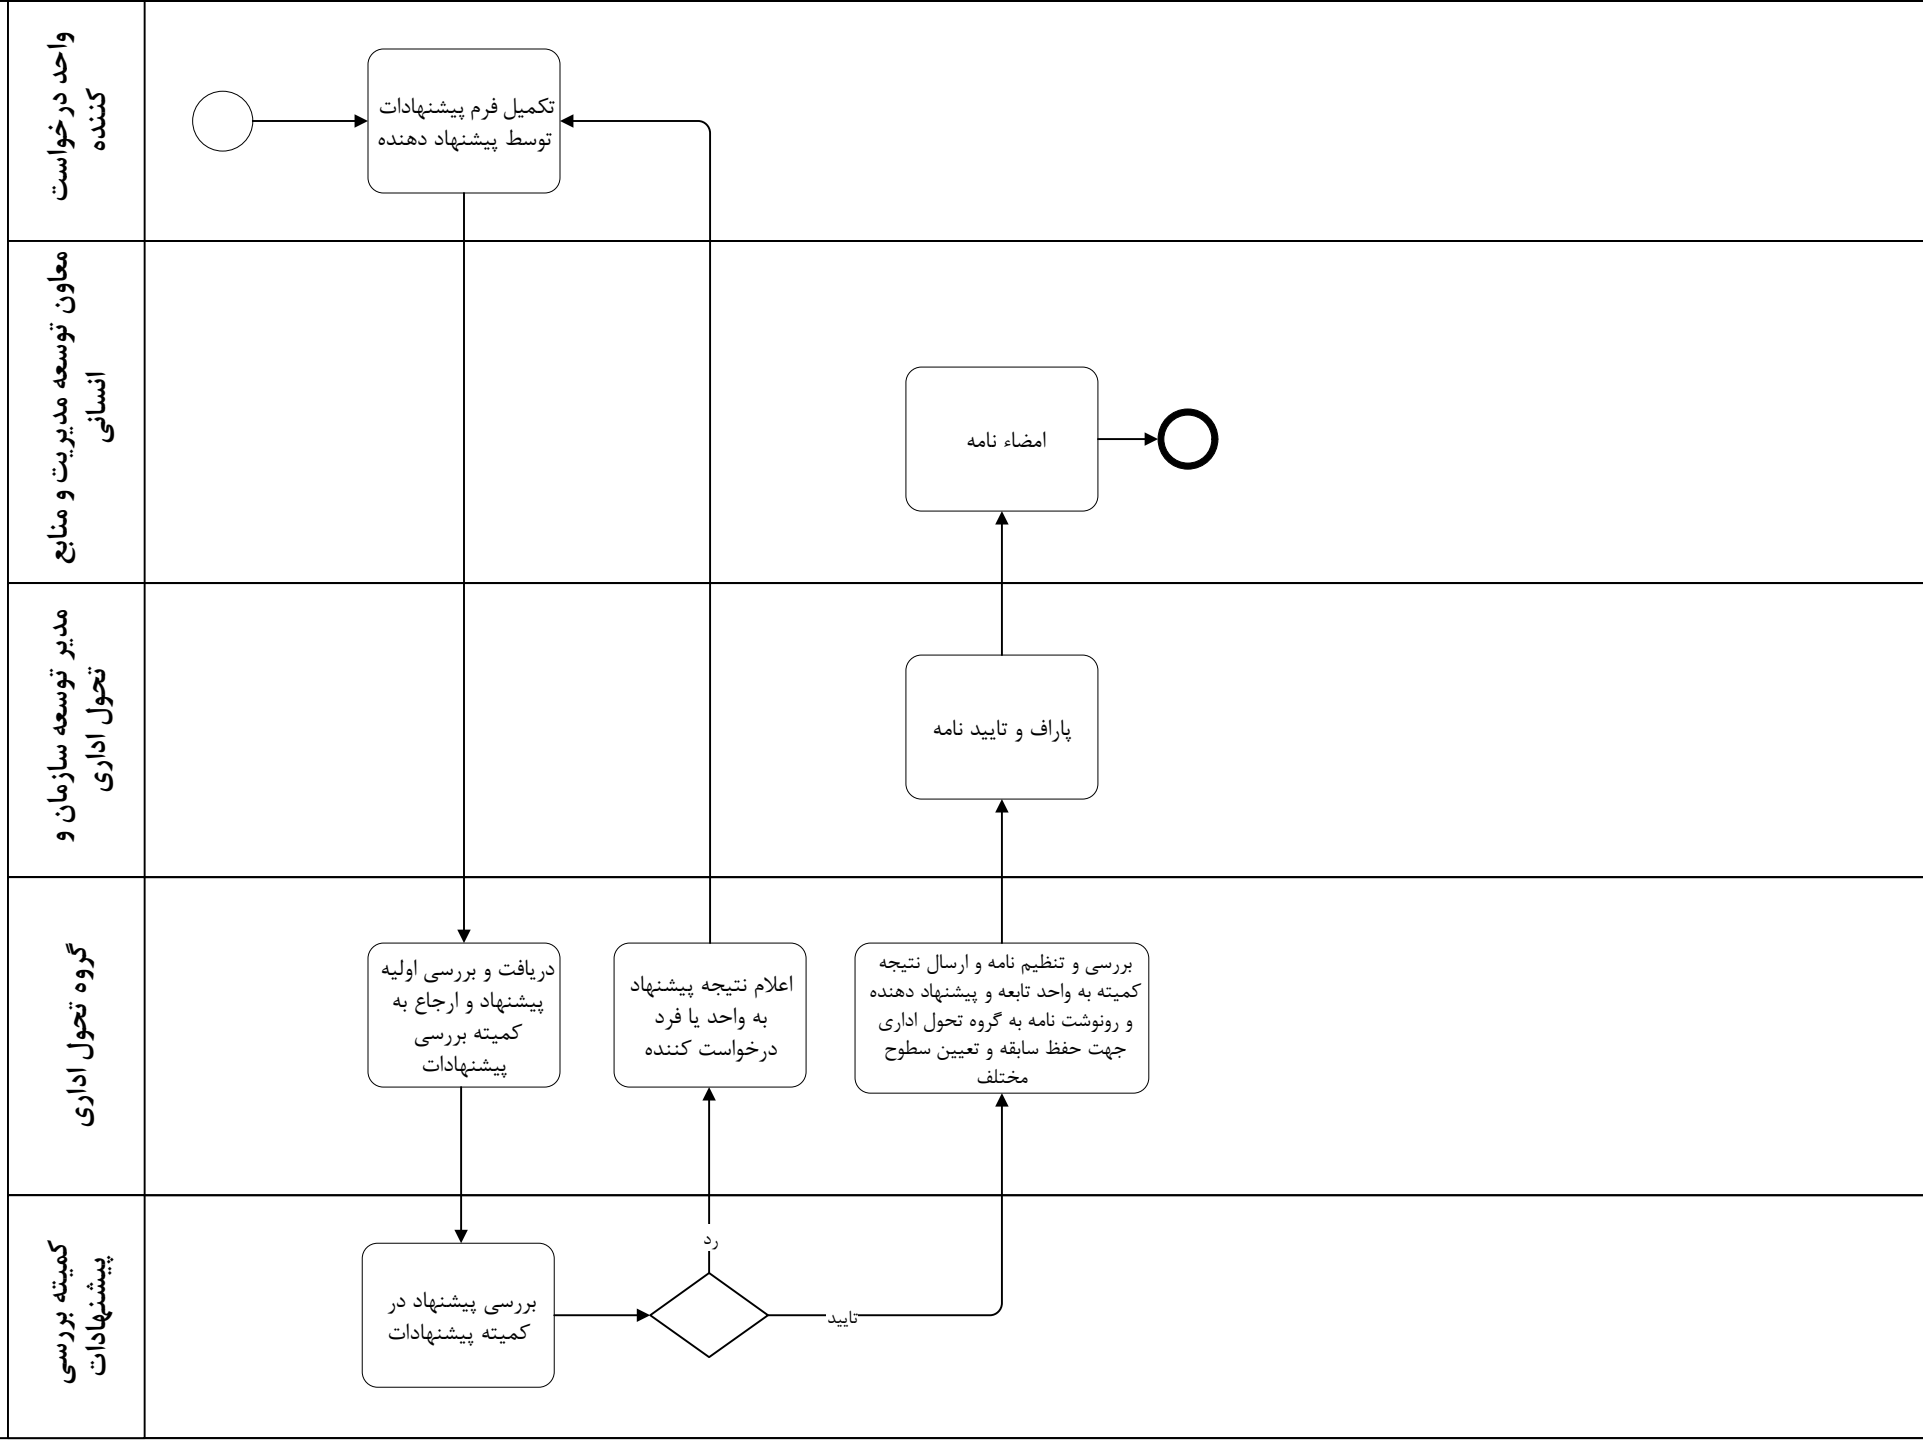 واحد درخواست
کننده
تکمیل فرم پیشنهادات
توسط پیشنهاد دهنده
معاون توسعه مدیریت و منابع
انسانی
امضاء نامه
مدیر توسعه سازمان و
تحول اداری
پاراف و تایید نامه
گروه تحول اداری
دریافت و بررسی اولیه
پیشنهاد و ارجاع به
کمیته بررسی
پیشنهادات
اعلام نتیجه پیشنهاد
به واحد یا فرد
درخواست کننده
بررسی و تنظیم نامه و ارسال نتیجه
کمیته به واحد تابعه و پیشنهاد دهنده
و رونوشت نامه به گروه تحول اداری
جهت حفظ سابقه و تعیین سطوح
مختلف
کمیته بررسی
پیشنهادات
بررسی پیشنهاد در
کمیته پیشنهادات
رد
تایید